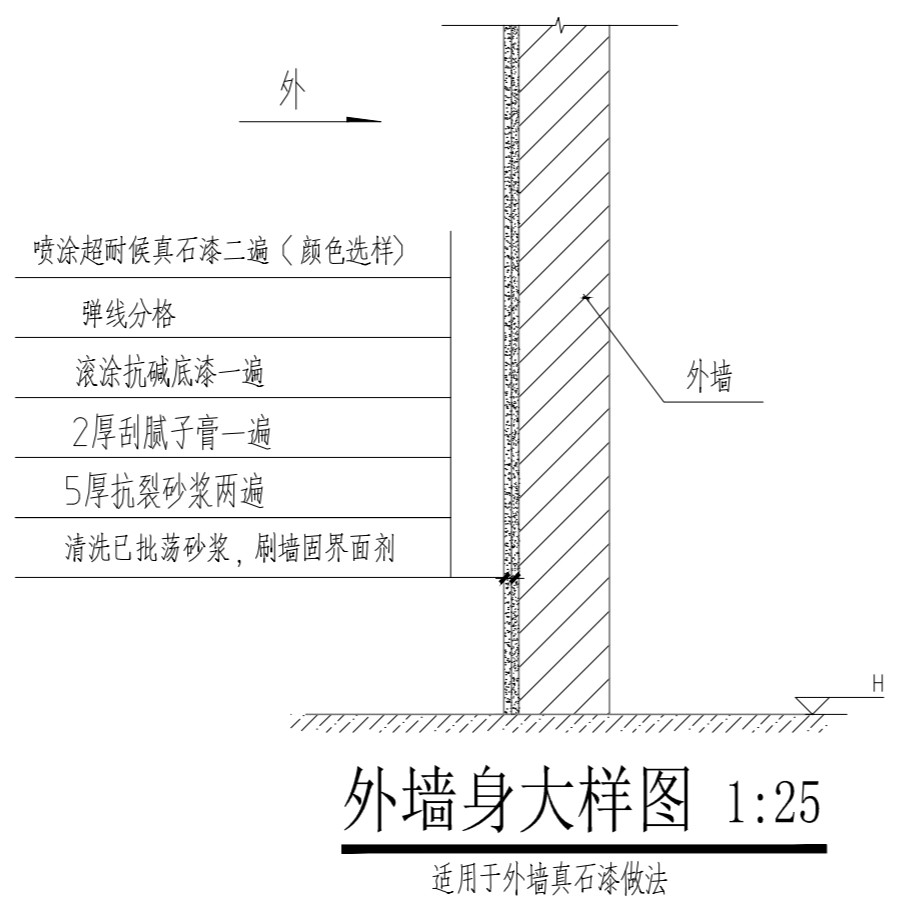 外
喷涂超耐候真石漆二遍（颜色选样）
弹线分格
滚涂抗碱底漆一遍
2厚刮腻子膏一遍
5厚抗裂砂浆两遍
清洗已批荡砂浆，刷墙固界面剂
外墙
H
外墙身大样图 1:25
适用于外墙真石漆做法